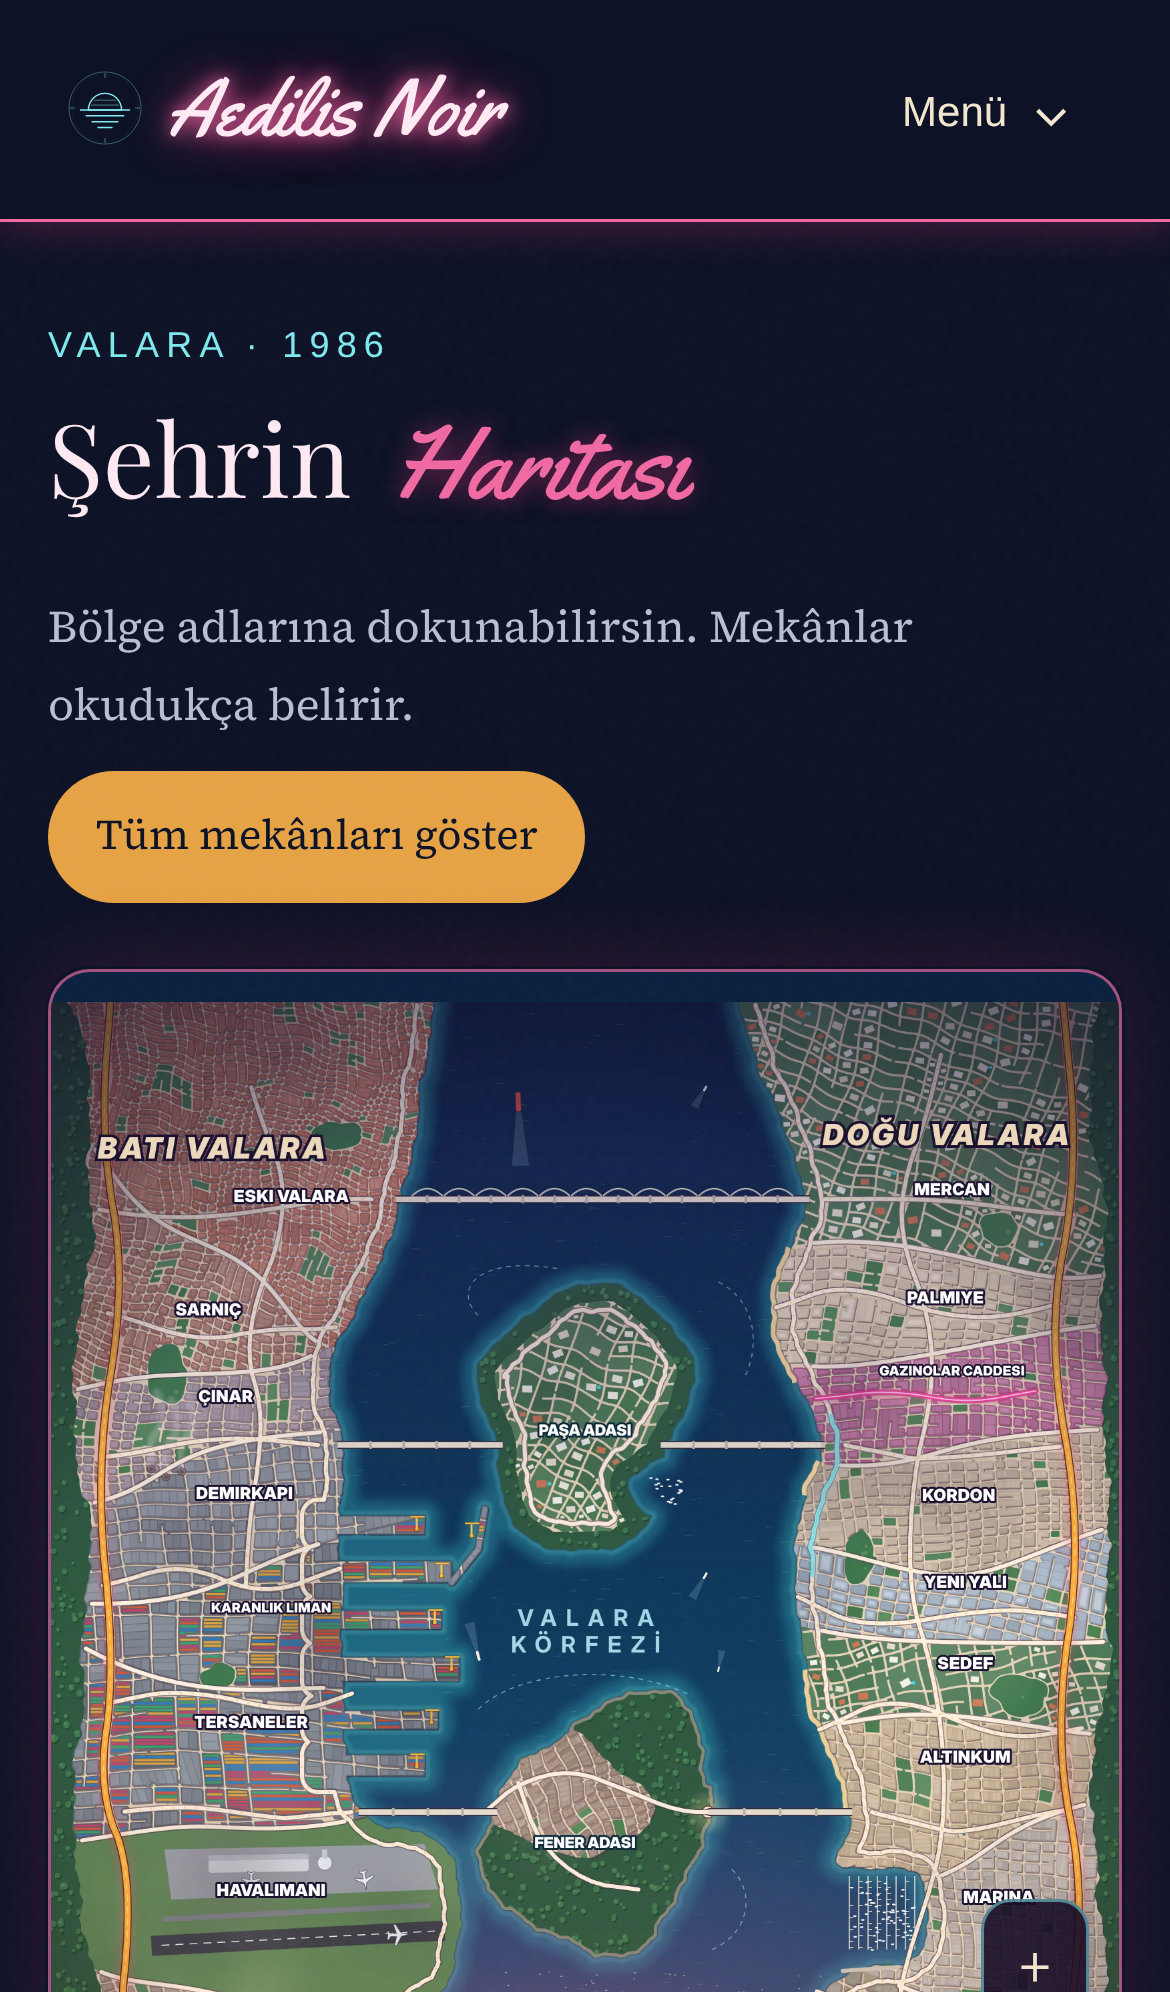 Aedilis Noir
Menü
VALARA · 1986
Şehrin Haritası
Bölge adlarına dokunabilirsin. Mekânlar
okudukça belirir.
Tüm mekânları göster
BATI VALARA
DOĞU VALARA
ESKI VALARA
MERCAN
SARNIÇ
PALMIYE
GAZINOLAR CADDESI
ÇINAR
PAŞA ADASI
DEMIRKAPI
KORDON
YENI YALI
KARANLIK LIMAN
VALARA
KÖRFEZİ
SEDEF
TERSANELER
ALTINKUM
FENER ADASI
HAVALIMANI
MARINA
+